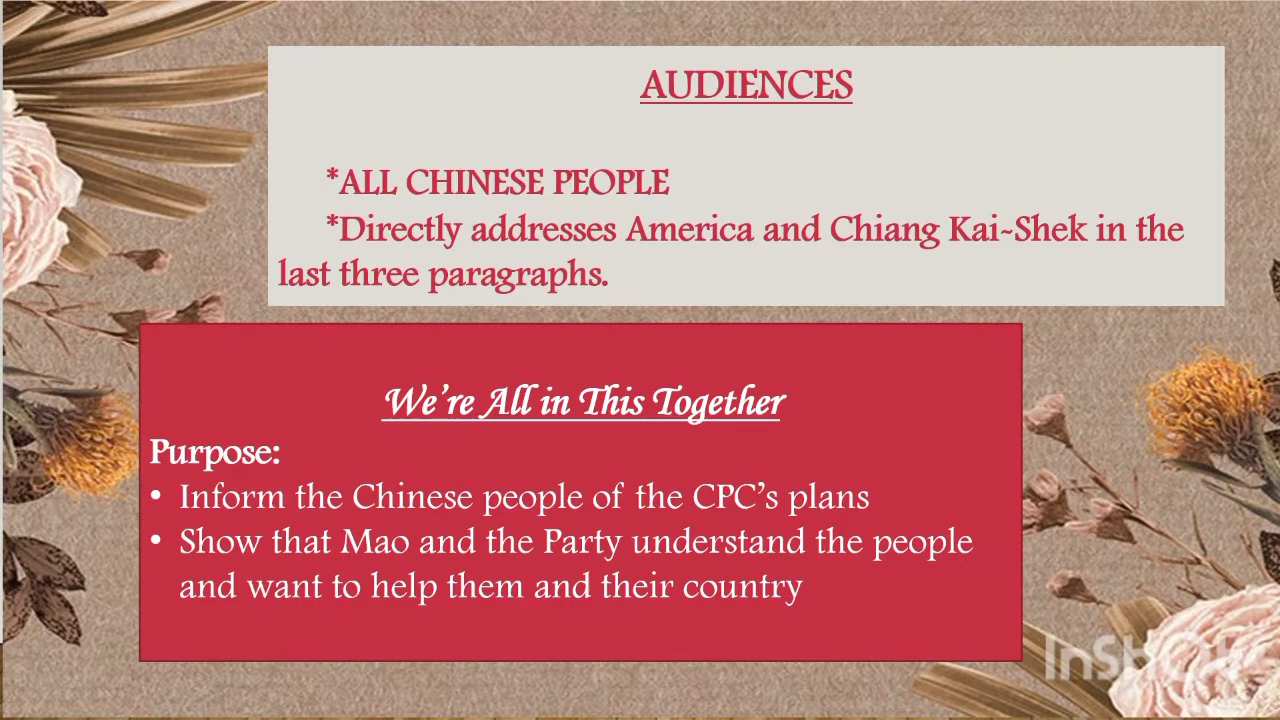 AUDIENCES
*ALL CHINESE PEOPLE
*Directly addresses America and Chiang Kai-Shek in the
last three paragraphs.
We're All in This Together
Purpose:
• Inform the Chinese people of the CPC's plans
• Show that Mao and the Party understand the people
and want to help them and their country
InShOt